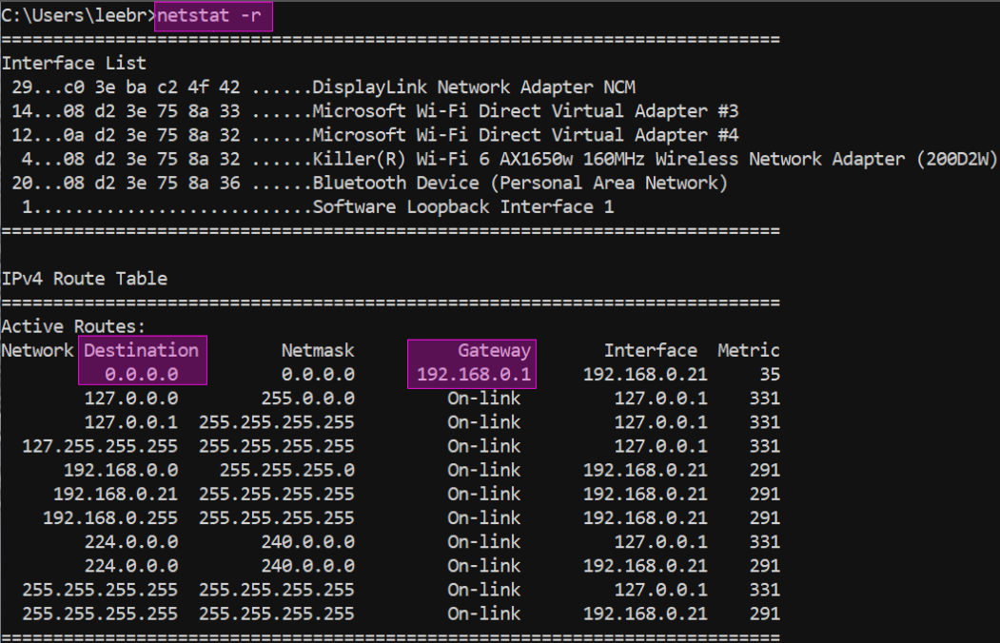 C:\Users\leebr>netstat -r
===========================================================================
Interface List
 29...c0 3e ba c2 4f 42 ......DisplayLink Network Adapter NCM
 14...08 d2 3e 75 8a 33 ......Microsoft Wi-Fi Direct Virtual Adapter #3
 12...0a d2 3e 75 8a 32 ......Microsoft Wi-Fi Direct Virtual Adapter #4
  4...08 d2 3e 75 8a 32 ......Killer(R) Wi-Fi 6 AX1650w 160MHz Wireless Network Adapter (200D2W)
 20...08 d2 3e 75 8a 36 ......Bluetooth Device (Personal Area Network)
  1...........................Software Loopback Interface 1
===========================================================================
IPv4 Route Table
===========================================================================
Active Routes:
Network Destination        Netmask          Gateway       Interface  Metric
          0.0.0.0          0.0.0.0      192.168.0.1     192.168.0.21     35
        127.0.0.0        255.0.0.0         On-link         127.0.0.1    331
        127.0.0.1  255.255.255.255         On-link         127.0.0.1    331
  127.255.255.255  255.255.255.255         On-link         127.0.0.1    331
      192.168.0.0    255.255.255.0         On-link      192.168.0.21    291
     192.168.0.21  255.255.255.255         On-link      192.168.0.21    291
    192.168.0.255  255.255.255.255         On-link      192.168.0.21    291
        224.0.0.0        240.0.0.0         On-link         127.0.0.1    331
        224.0.0.0        240.0.0.0         On-link      192.168.0.21    291
  255.255.255.255  255.255.255.255         On-link         127.0.0.1    331
  255.255.255.255  255.255.255.255         On-link      192.168.0.21    291
===========================================================================